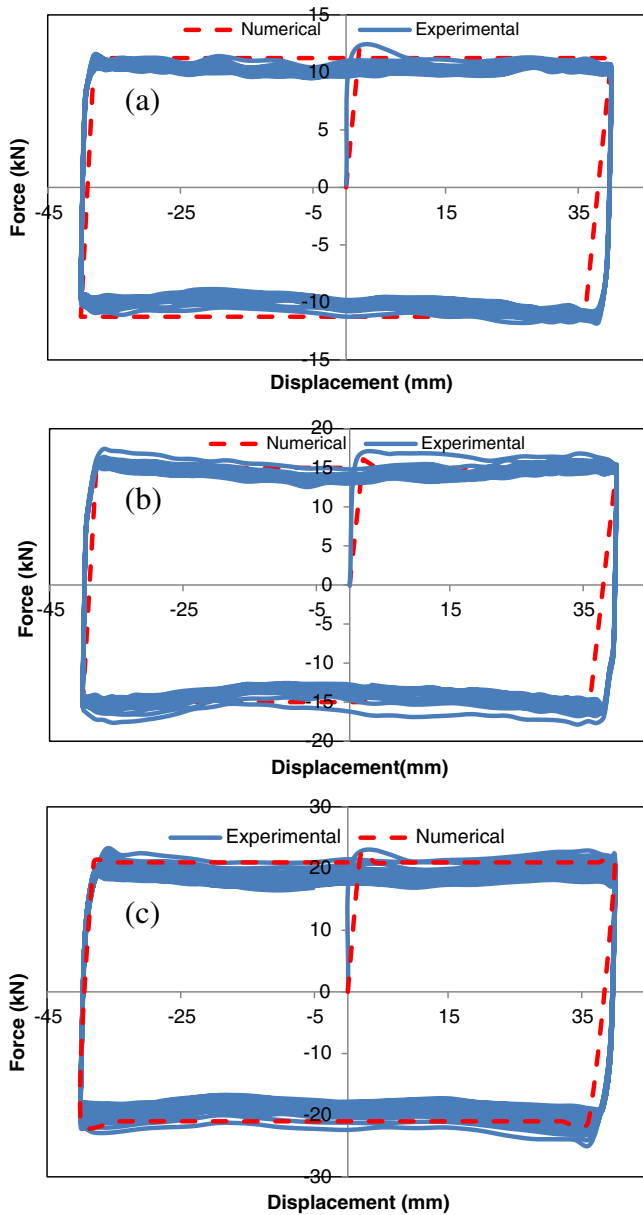 15
Numerical Experimental
10
(a)
5
0
-45 -25 -5 15 35
-5
-10
-15
Force (kN)
Displacement (mm)
20
Numerical Experimental
15
(b)
10
5
0
-45 -25 -5 15 35
-5
-10
-15
-20
Force (kN)
Displacement(mm)
30
Experimental Numerical
20
(c)
10
0
-45 -25 -5 15 35
-10
-20
-30
Force (kN)
Displacement (mm)